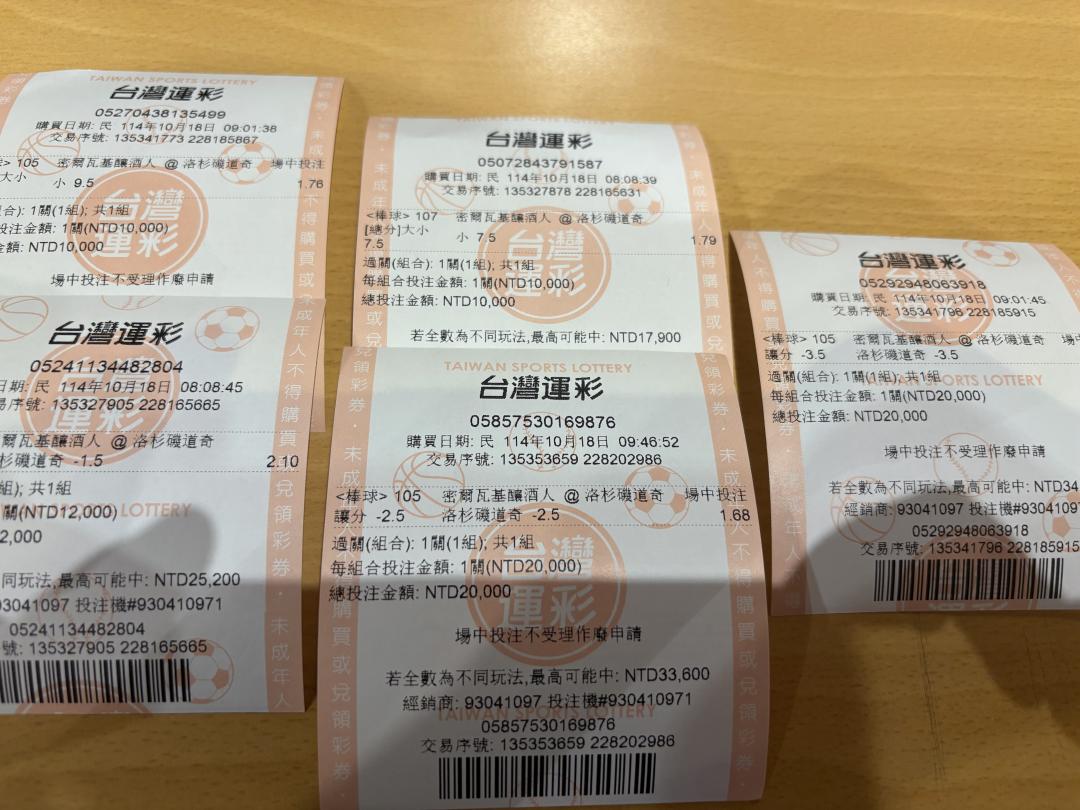 TAIWAN SPORTS LOTTERY
台灣運彩
05270438135499
購買日期: 民 114年10月18日 09:01:38
交易序號: 135341773 228185867
> 105 密爾瓦基釀酒人 @ 洛杉磯道奇 場中投注
大小 小 9.5 1.76
組合): 1關(1組); 共1組
投注金額: 1關(NTD10,000)
金額: NTD10,000
場中投注不受理作廢申請
台灣運彩
05241134482804
日期: 民 114年10月18日 08:08:45
易序號: 135327905 228165665
爾瓦基釀酒人 @ 洛杉磯道奇
杉磯道奇 -1.5 2.10
組); 共1組
關(NTD12,000)
2,000
同玩法,最高可能中: NTD25,200
93041097 投注機#930410971
05241134482804
號: 135327905 228165665
台灣運彩
05072843791587
購買日期: 民 114年10月18日 08:08:39
交易序號: 135327878 228165631
<棒球> 107 密爾瓦基釀酒人 @ 洛杉磯道奇
[總分]大小 小 7.5 1.79
7.5
過關(組合): 1關(1組); 共1組
每組合投注金額: 1關(NTD10,000)
總投注金額: NTD10,000
若全數為不同玩法,最高可能中: NTD17,900
TAIWAN SPORTS LOTTERY
台灣運彩
05857530169876
購買日期: 民 114年10月18日 09:46:52
交易序號: 135353659 228202986
<棒球> 105 密爾瓦基釀酒人 @ 洛杉磯道奇 場中投注
讓分 -2.5 洛杉磯道奇 -2.5 1.68
過關(組合): 1關(1組); 共1組
每組合投注金額: 1關(NTD20,000)
總投注金額: NTD20,000
場中投注不受理作廢申請
若全數為不同玩法,最高可能中: NTD33,600
經銷商: 93041097 投注機#930410971
TAIWAN SPORTS LOTTERY
05857530169876
交易序號: 135353659 228202986
台灣運彩
05292948063918
購買日期: 民 114年10月18日 09:01:45
交易序號: 135341796 228185915
<棒球> 105 密爾瓦基釀酒人 @ 洛杉磯道奇 場中
讓分 -3.5 洛杉磯道奇 -3.5
過關(組合): 1關(1組); 共1組
TAIWAN SPORTS LOTTERY
每組合投注金額: 1關(NTD20,000)
總投注金額: NTD20,000
場中投注不受理作廢申請
若全數為不同玩法,最高可能中: NTD34
經銷商: 93041097 投注機#93041097
05292948063918
交易序號: 135341796 228185915